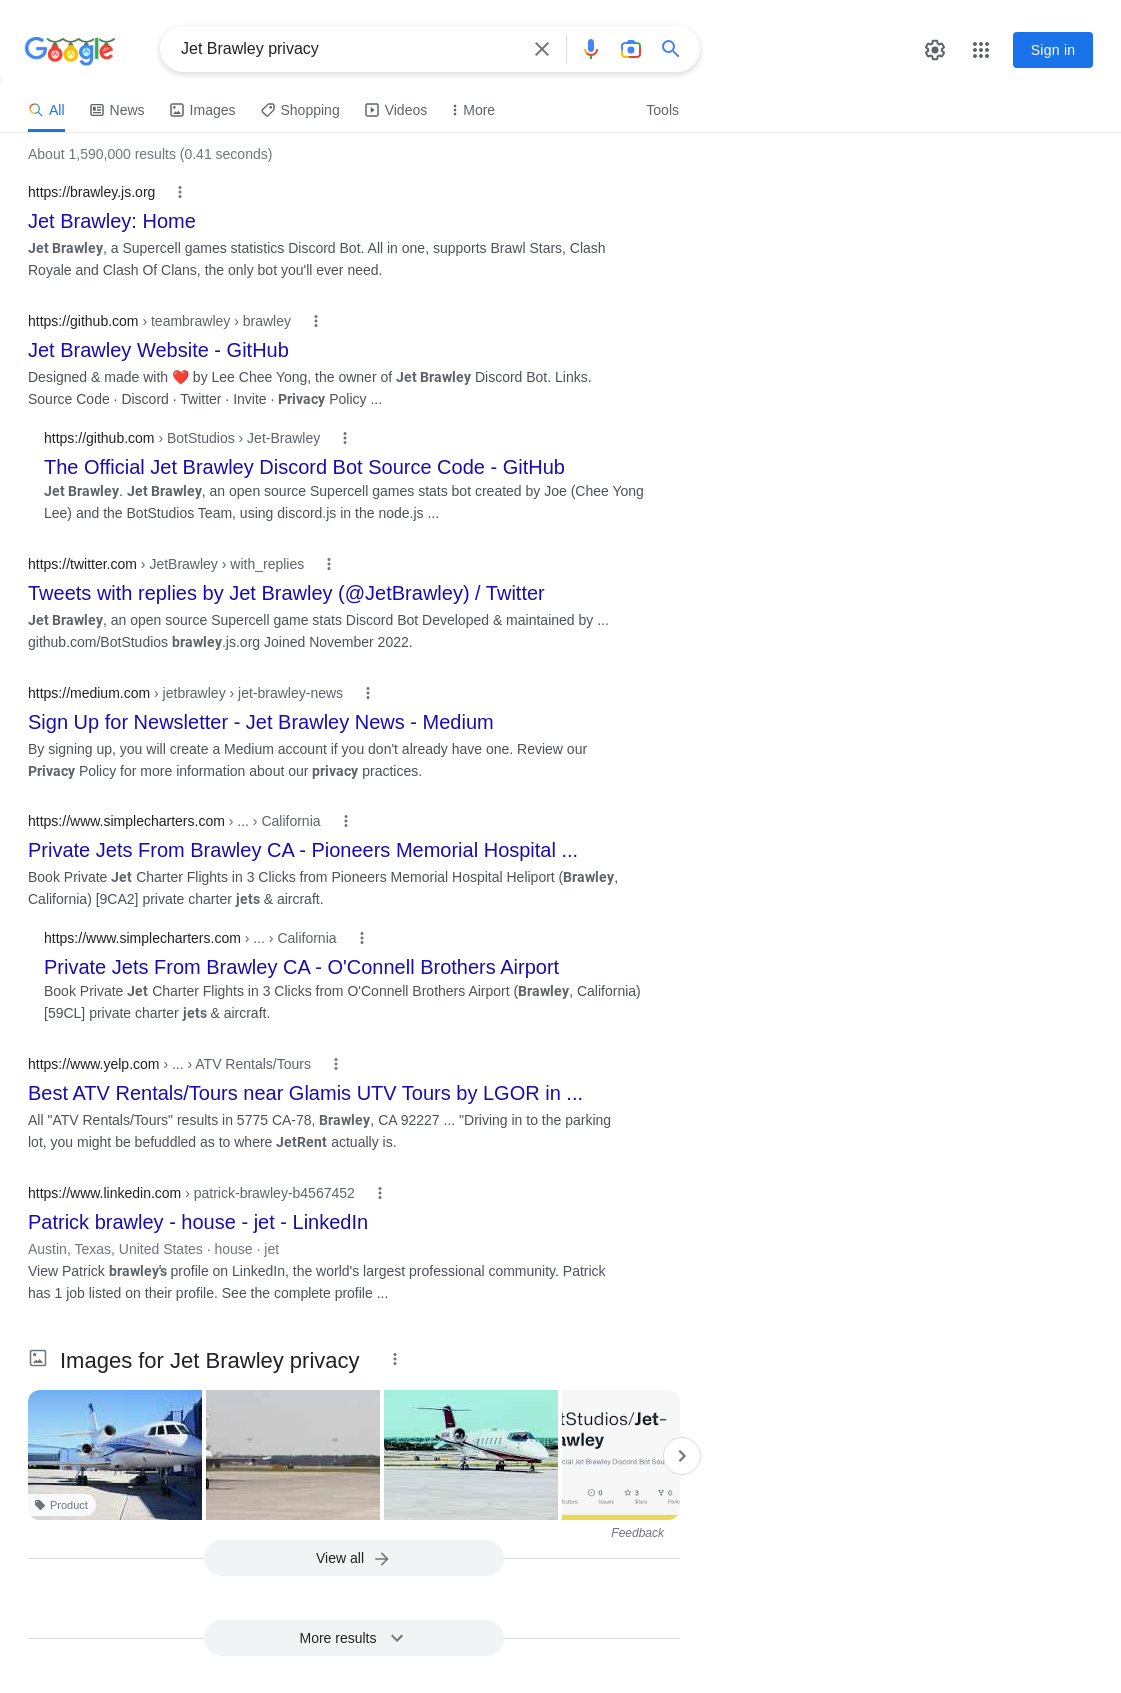 Google
Jet Brawley privacy
Sign in
All
News
Images
Shopping
Videos
More
Tools
About 1,590,000 results (0.41 seconds)
https://brawley.js.org
Jet Brawley: Home
Jet Brawley, a Supercell games statistics Discord Bot. All in one, supports Brawl Stars, Clash
Royale and Clash Of Clans, the only bot you'll ever need.
https://github.com › teambrawley › brawley
Jet Brawley Website - GitHub
Designed & made with ❤️ by Lee Chee Yong, the owner of Jet Brawley Discord Bot. Links.
Source Code · Discord · Twitter · Invite · Privacy Policy ...
https://github.com › BotStudios › Jet-Brawley
The Official Jet Brawley Discord Bot Source Code - GitHub
Jet Brawley. Jet Brawley, an open source Supercell games stats bot created by Joe (Chee Yong
Lee) and the BotStudios Team, using discord.js in the node.js ...
https://twitter.com › JetBrawley › with_replies
Tweets with replies by Jet Brawley (@JetBrawley) / Twitter
Jet Brawley, an open source Supercell game stats Discord Bot Developed & maintained by ...
github.com/BotStudios brawley.js.org Joined November 2022.
https://medium.com › jetbrawley › jet-brawley-news
Sign Up for Newsletter - Jet Brawley News - Medium
By signing up, you will create a Medium account if you don't already have one. Review our
Privacy Policy for more information about our privacy practices.
https://www.simplecharters.com › ... › California
Private Jets From Brawley CA - Pioneers Memorial Hospital ...
Book Private Jet Charter Flights in 3 Clicks from Pioneers Memorial Hospital Heliport (Brawley,
California) [9CA2] private charter jets & aircraft.
https://www.simplecharters.com › ... › California
Private Jets From Brawley CA - O'Connell Brothers Airport
Book Private Jet Charter Flights in 3 Clicks from O'Connell Brothers Airport (Brawley, California)
[59CL] private charter jets & aircraft.
https://www.yelp.com › ... › ATV Rentals/Tours
Best ATV Rentals/Tours near Glamis UTV Tours by LGOR in ...
All "ATV Rentals/Tours" results in 5775 CA-78, Brawley, CA 92227 ... "Driving in to the parking
lot, you might be befuddled as to where JetRent actually is.
https://www.linkedin.com › patrick-brawley-b4567452
Patrick brawley - house - jet - LinkedIn
Austin, Texas, United States · house · jet
View Patrick brawley's profile on LinkedIn, the world's largest professional community. Patrick
has 1 job listed on their profile. See the complete profile ...
Images for Jet Brawley privacy
Product
tStudios/Jet-
awley
cial Jet Brawley Discord Bot Sou
0
3
0
Issues
Stars
Feedback
View all
More results